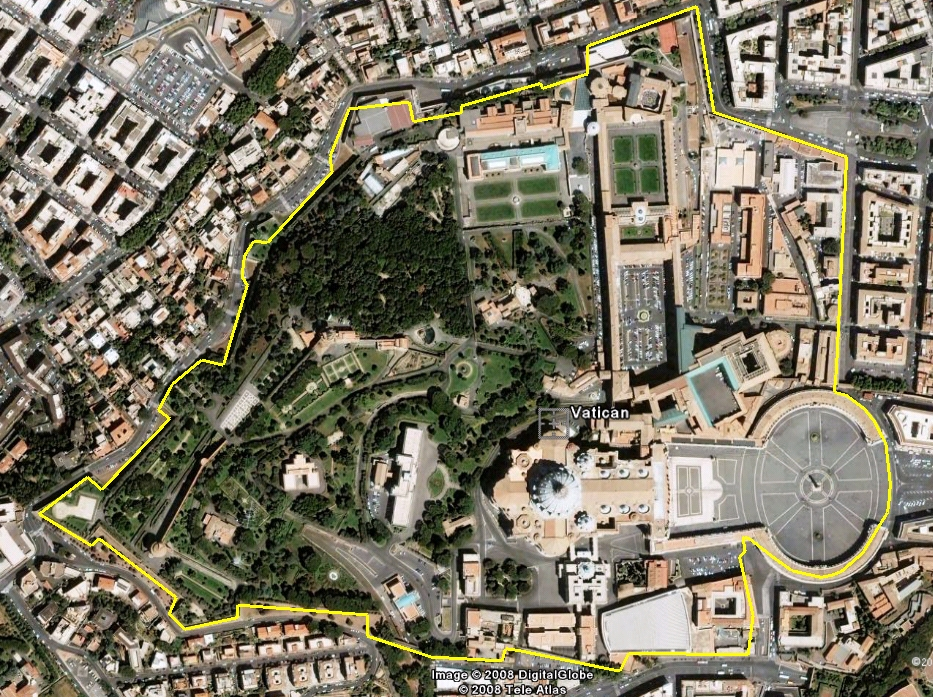 Vatican
Image © 2008 DigitalGlobe
© 2008 Tele Atlas